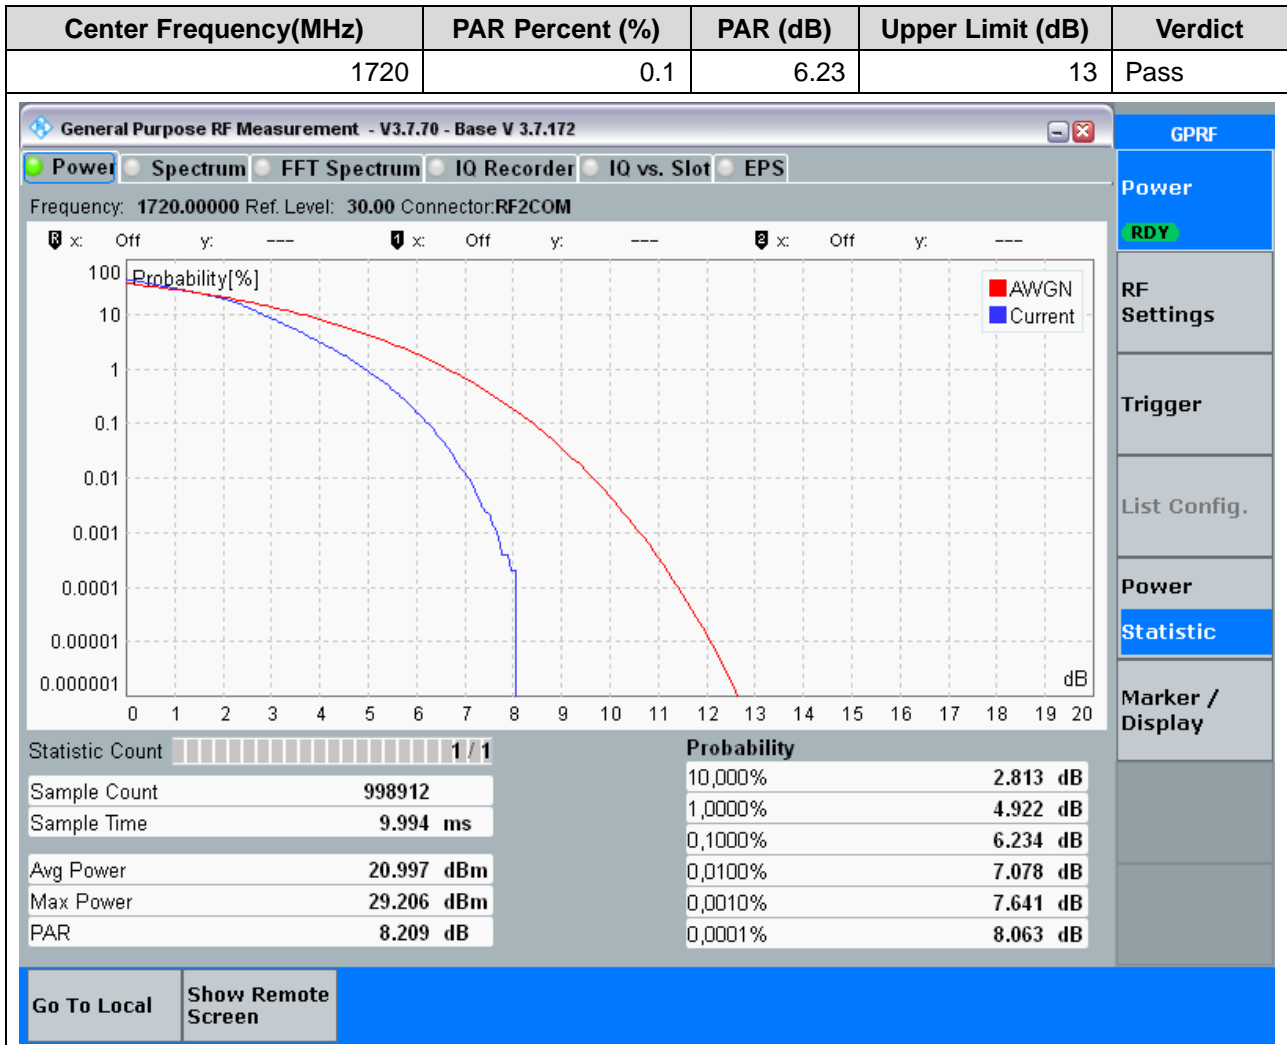 Center Frequency(MHz) PAR Percent (%) PAR (dB) Upper Limit (dB) Verdict
1720 0.1 6.23 13 Pass
General Purpose RF Measurement - V3.7.70 - Base V 3.7.172
GPRF
Power Spectrum FFT Spectrum IQ Recorder IQ vs. Slot EPS
Frequency: 1720.00000 Ref. Level: 30.00 Connector:RF2COM
R x: Off y: --- 1 x: Off y: --- 2 x: Off y: ---
Probability[%]
100
10
1
0.1
0.01
0.001
0.0001
0.00001
0.000001
AWGN
Current
dB
0 1 2 3 4 5 6 7 8 9 10 11 12 13 14 15 16 17 18 19 20
Statistic Count 1 / 1
Sample Count 998912
Sample Time 9.994 ms
Avg Power 20.997 dBm
Max Power 29.206 dBm
PAR 8.209 dB
Probability
10,000% 2.813 dB
1,0000% 4.922 dB
0,1000% 6.234 dB
0,0100% 7.078 dB
0,0010% 7.641 dB
0,0001% 8.063 dB
Power
RDY
RF
Settings
Trigger
List Config.
Power
Statistic
Marker /
Display
Go To Local
Show Remote
Screen